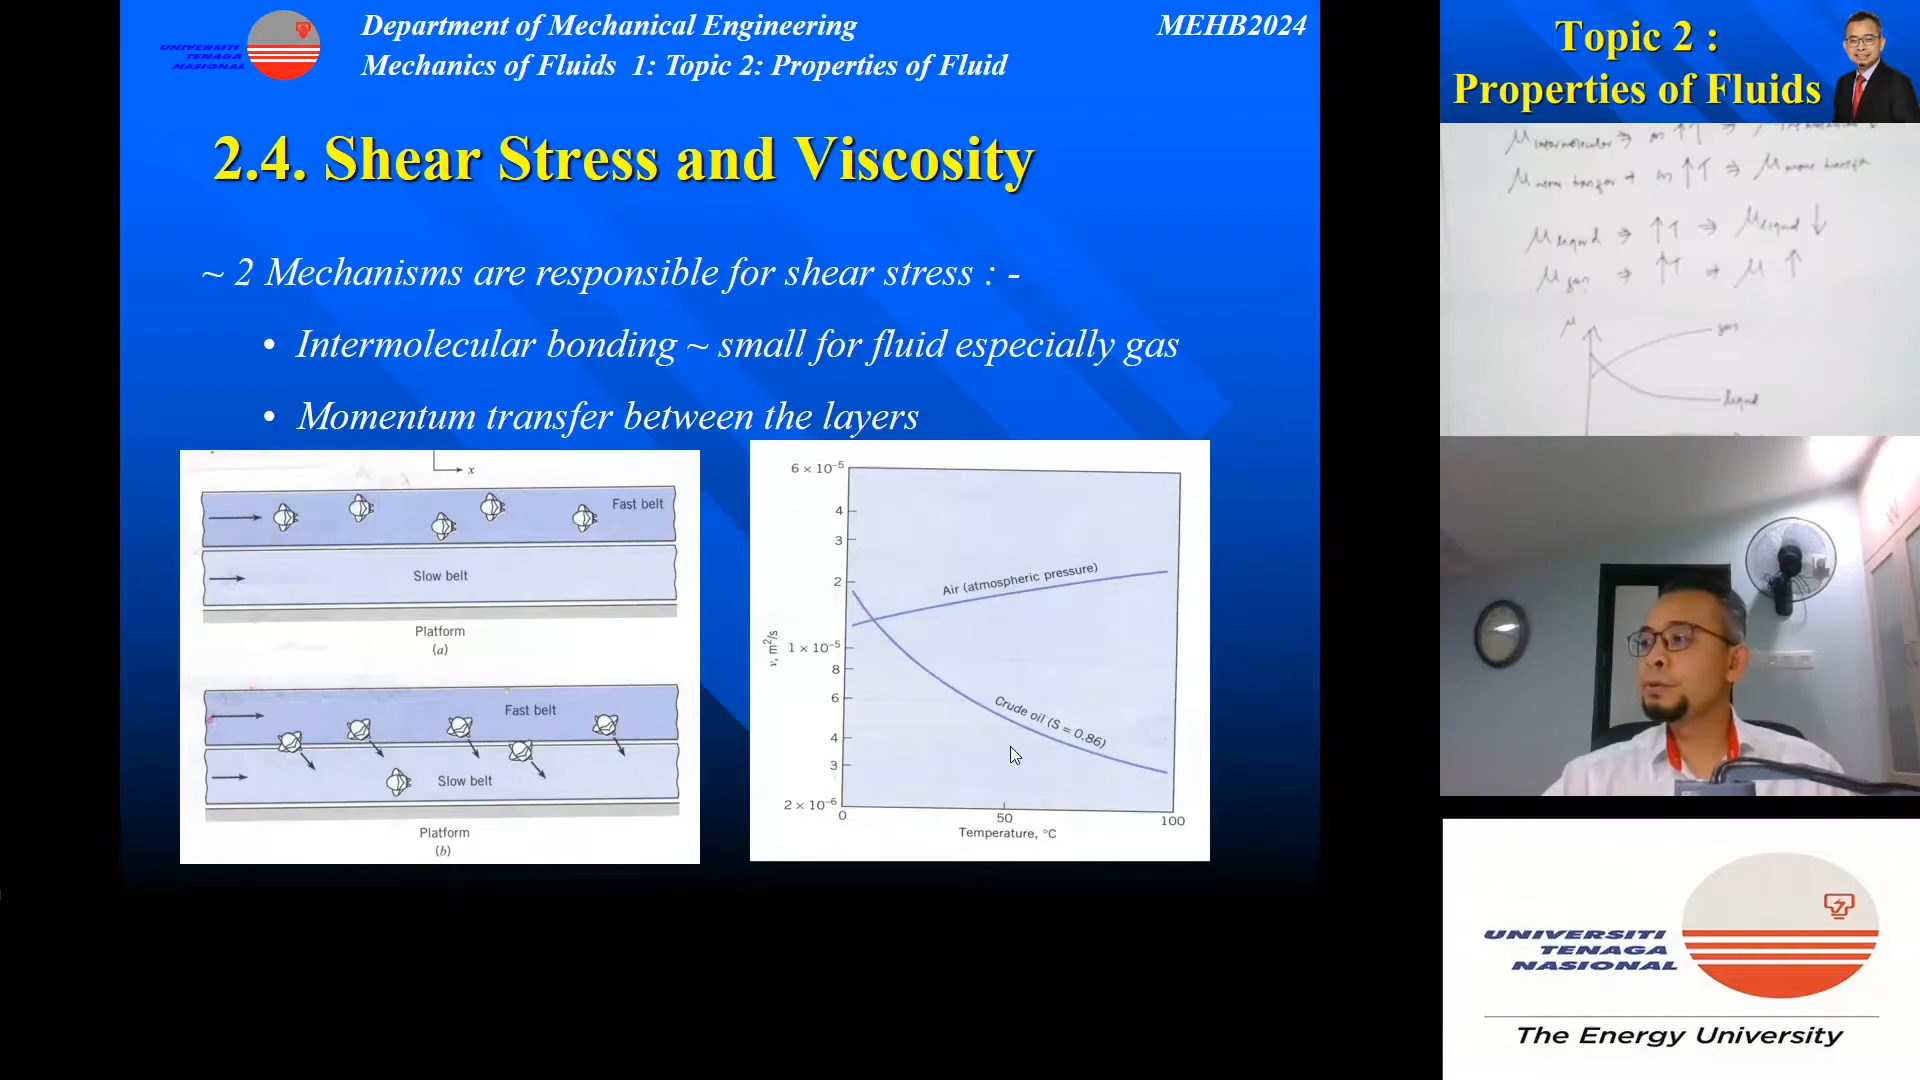 UNIVERSITI
TENAGA
NASIONAL
Department of Mechanical Engineering
MEHB2024
Mechanics of Fluids 1: Topic 2: Properties of Fluid
2.4. Shear Stress and Viscosity
~ 2 Mechanisms are responsible for shear stress : -
• Intermolecular bonding ~ small for fluid especially gas
• Momentum transfer between the layers
x
Fast belt
Slow belt
Platform
(a)
Fast belt
Slow belt
Platform
(b)
6 × 10⁻⁵
4
3
2
1 × 10⁻⁵
8
6
4
3
2 × 10⁻⁶
ν, m²/s
Air (atmospheric pressure)
Crude oil (S = 0.86)
0
50
100
Temperature, °C
Topic 2 :
Properties of Fluids
μ liquid ⇒ ↑T ⇒ μ liquid ↓
μ gas ⇒ ↑T ⇒ μ ↑
μ
gas
liquid
UNIVERSITI
TENAGA
NASIONAL
The Energy University